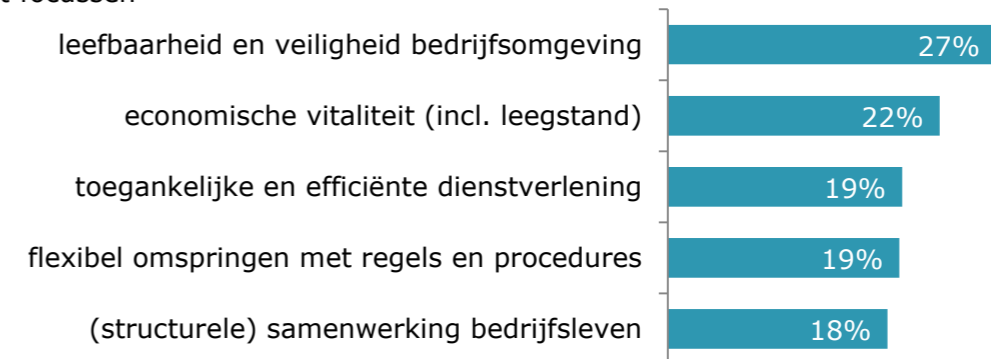 t focussen
leefbaarheid en veiligheid bedrijfsomgeving 27%
economische vitaliteit (incl. leegstand) 22%
toegankelijke en efficiënte dienstverlening 19%
flexibel omspringen met regels en procedures 19%
(structurele) samenwerking bedrijfsleven 18%